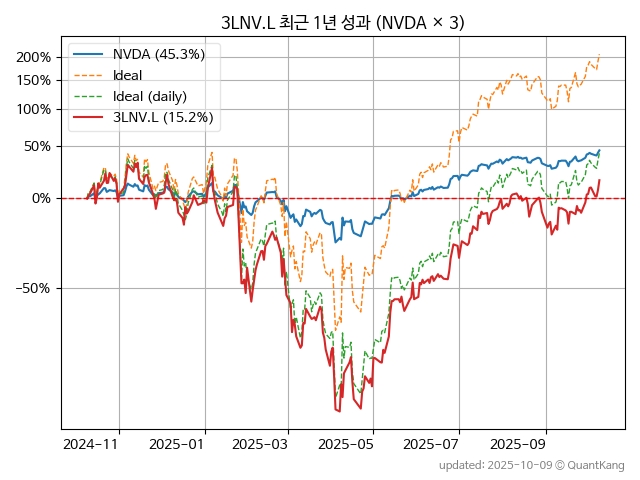 3LNV.L 최근 1년 성과 (NVDA × 3)
NVDA (45.3%)
Ideal
Ideal (daily)
3LNV.L (15.2%)
200%
150%
100%
50%
0%
−50%
2024-11
2025-01
2025-03
2025-05
2025-07
2025-09
updated: 2025-10-09 © QuantKang